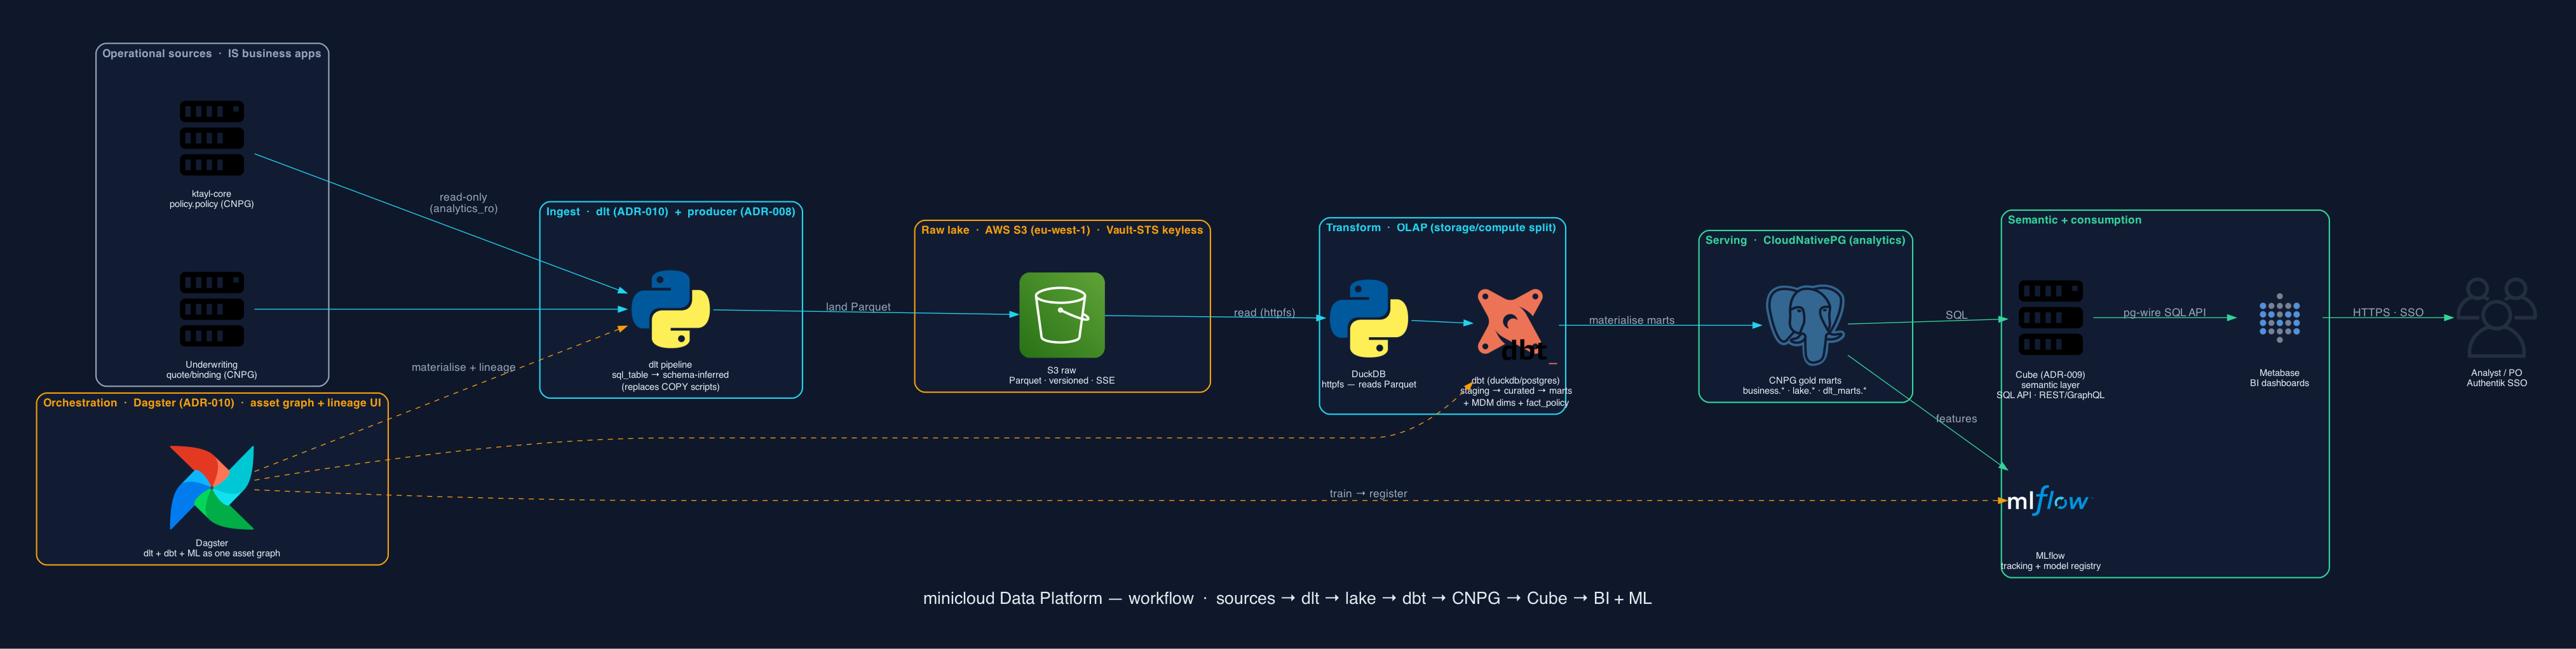 Operational sources · IS business apps
ktayl-core
policy.policy (CNPG)
Underwriting
quote/binding (CNPG)
read-only
(analytics_ro)
materialise + lineage
Orchestration · Dagster (ADR-010) · asset graph + lineage UI
Dagster
dlt + dbt + ML as one asset graph
Ingest · dlt (ADR-010) + producer (ADR-008)
dlt pipeline
sql_table → schema-inferred
(replaces COPY scripts)
land Parquet
Raw lake · AWS S3 (eu-west-1) · Vault-STS keyless
S3 raw
Parquet · versioned · SSE
read (httpfs)
Transform · OLAP (storage/compute split)
DuckDB
httpfs — reads Parquet
dbt
dbt (duckdb/postgres)
staging → curated → marts
+ MDM dims + fact_policy
train → register
materialise marts
Serving · CloudNativePG (analytics)
CNPG gold marts
business.* · lake.* · dlt_marts.*
SQL
features
Semantic + consumption
Cube (ADR-009)
semantic layer
SQL API · REST/GraphQL
pg-wire SQL API
Metabase
BI dashboards
mlflow
MLflow
tracking + model registry
HTTPS · SSO
Analyst / PO
Authentik SSO
minicloud Data Platform — workflow · sources → dlt → lake → dbt → CNPG → Cube → BI + ML